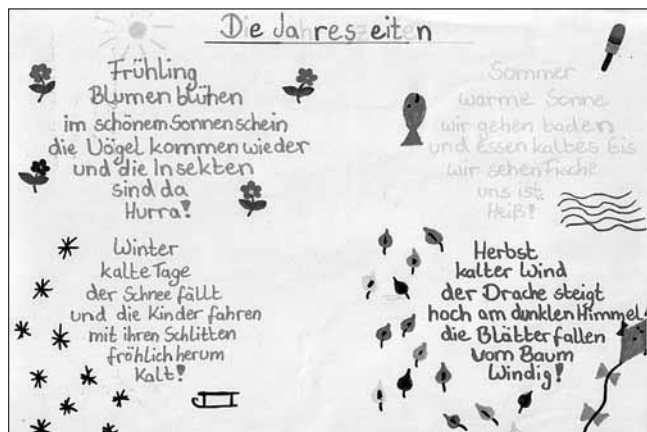 Die Jahreszeiten
Frühling
Blumen blühen
im schönem Sonnenschein
die Vögel kommen wieder
und die Insekten
sind da
Hurra!
Sommer
warme Sonne
wir gehen baden
und essen kaltes Eis
wir sehen Fische
uns ist
Heiß!
Winter
kalte Tage
der Schnee fällt
und die Kinder fahren
mit ihren Schlitten
fröhlich herum
Kalt!
Herbst
kalter Wind
der Drache steigt
hoch am dunklen Himmel
die Blätter fallen
vom Baum
Windig!